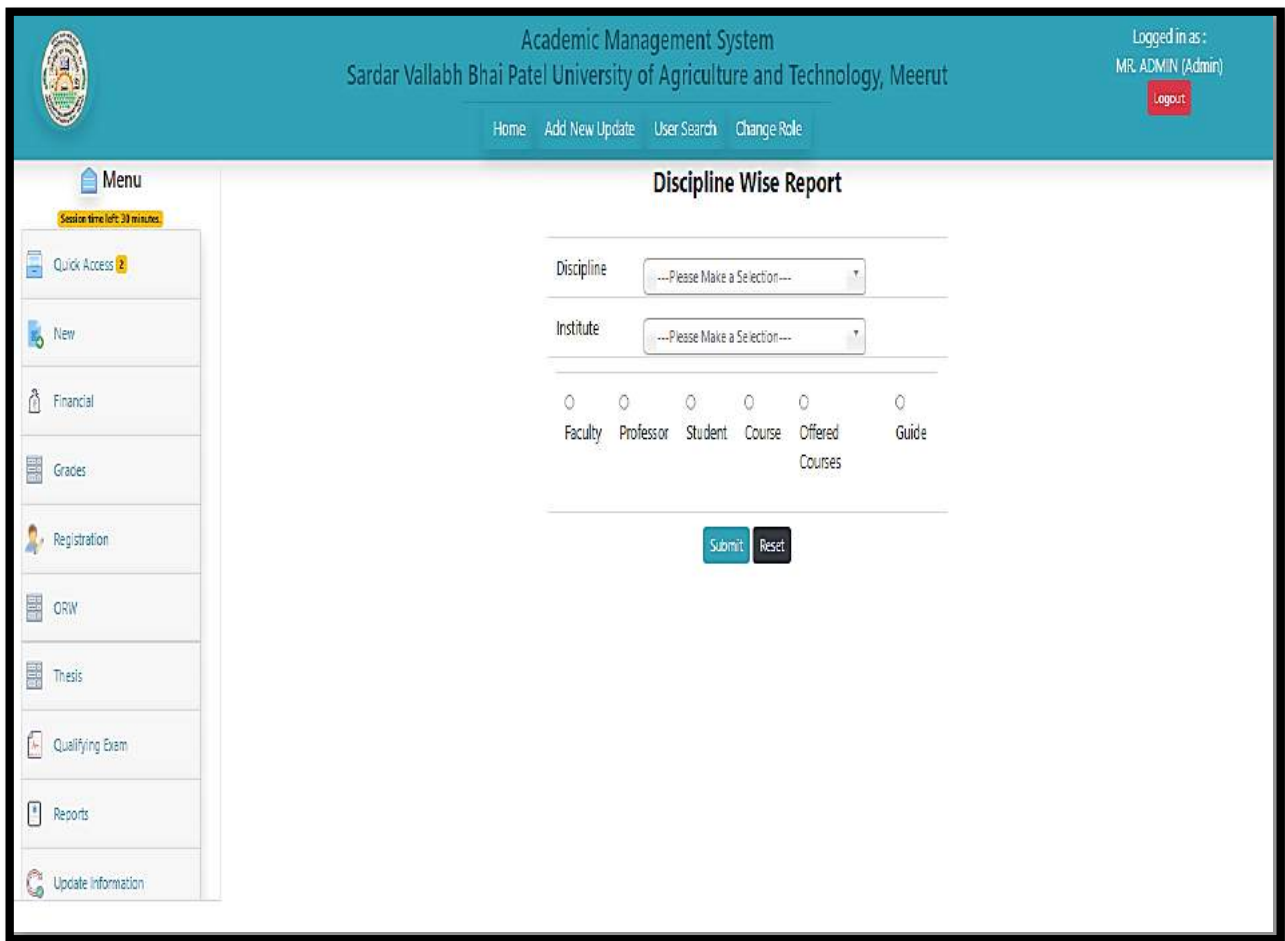 Academic Management System
Sardar Vallabh Bhai Patel University of Agriculture and Technology, Meerut
Logged in as :
MR. ADMIN (Admin)
Logout
Home Add New Update User Search Change Role
Menu
Session time left: 30 minutes.
Quick Access 2
New
Financial
Grades
Registration
ORW
Thesis
Qualifying Exam
Reports
Update Information
Discipline Wise Report
Discipline ---Please Make a Selection---
Institute ---Please Make a Selection---
Faculty Professor Student Course Offered Guide
Courses
Submit Reset